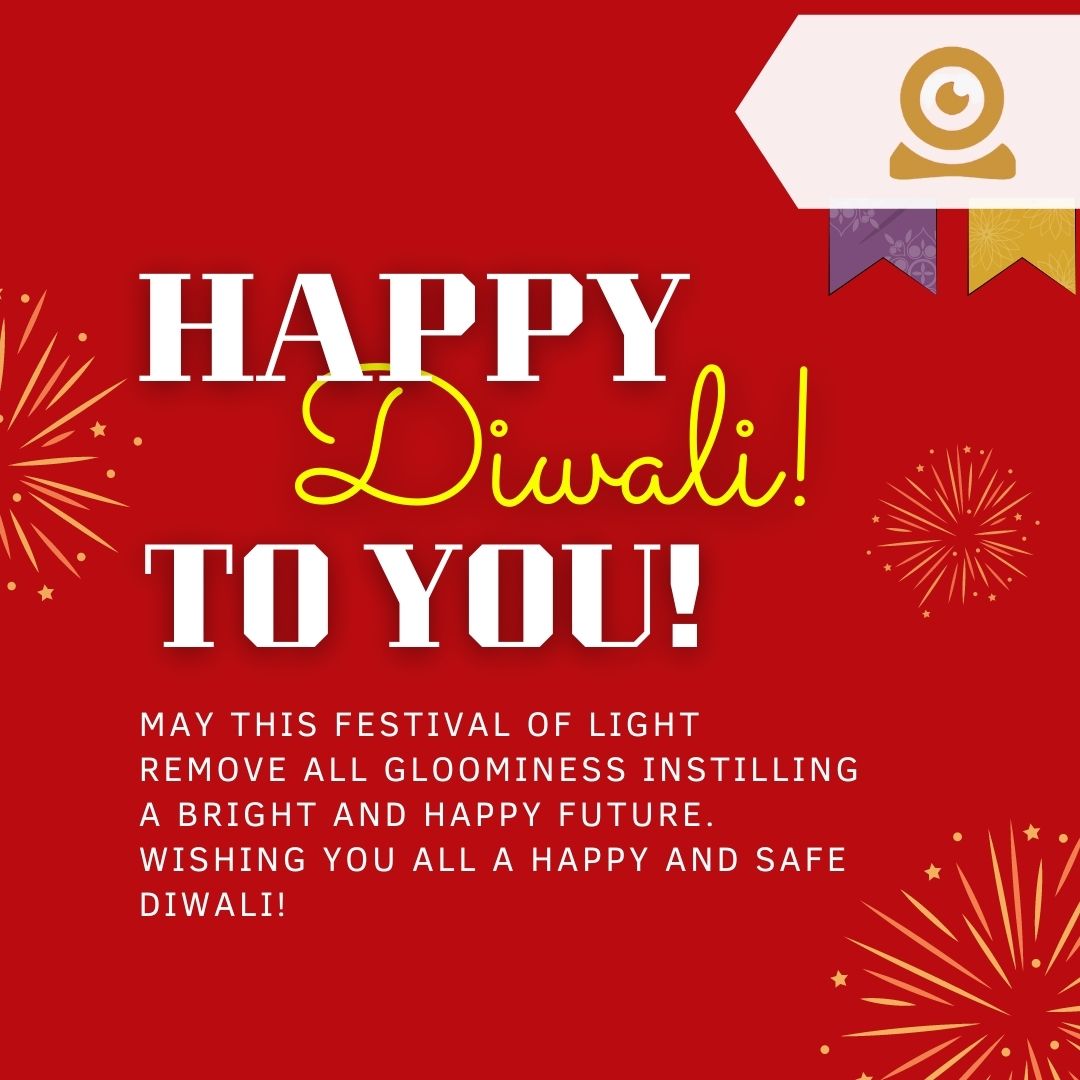 HAPPY
Diwali!
TO YOU!
MAY THIS FESTIVAL OF LIGHT
REMOVE ALL GLOOMINESS INSTILLING
A BRIGHT AND HAPPY FUTURE.
WISHING YOU ALL A HAPPY AND SAFE
DIWALI!